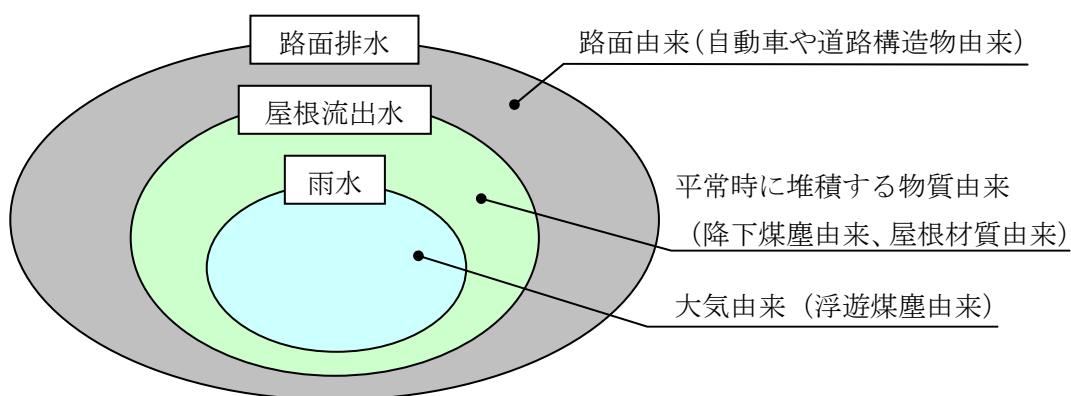 路面排水
路面由来(自動車や道路構造物由来)
屋根流出水
雨水
平常時に堆積する物質由来
(降下煤塵由来、屋根材質由来)
大気由来(浮遊煤塵由来)